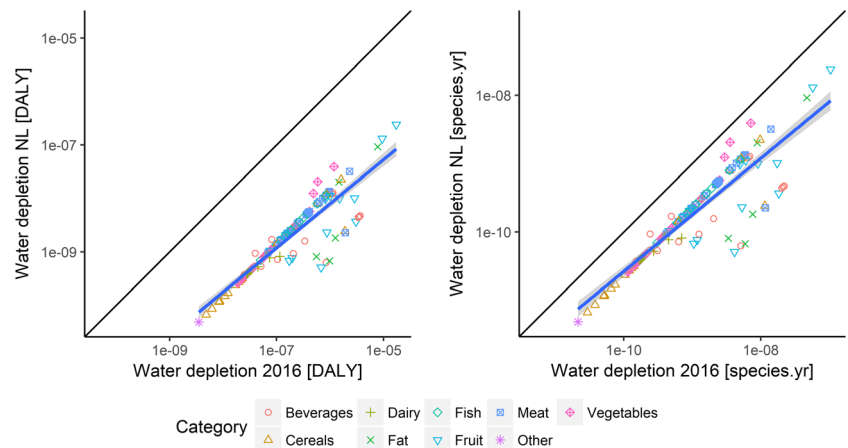 1e-05
1e-07
1e-09
Water depletion NL [DALY]
1e-09 1e-07 1e-05
Water depletion 2016 [DALY]
1e-08
1e-10
Water depletion NL [species.yr]
1e-10 1e-08
Water depletion 2016 [species.yr]
Category
Beverages Dairy Fish Meat Vegetables
Cereals Fat Fruit Other